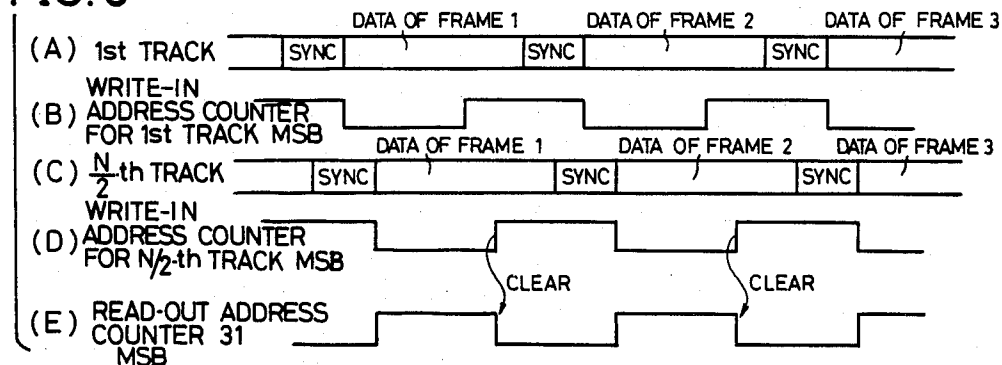 DATA OF FRAME 1 DATA OF FRAME 2 DATA OF FRAME 3
(A) 1st TRACK SYNC SYNC SYNC
WRITE-IN
(B) ADDRESS COUNTER
FOR 1st TRACK MSB
DATA OF FRAME 1 DATA OF FRAME 2 DATA OF FRAME 3
(C) N/2 th TRACK SYNC SYNC SYNC
WRITE-IN
(D) ADDRESS COUNTER
FOR N/2-th TRACK MSB
CLEAR CLEAR
(E) READ-OUT ADDRESS
COUNTER 31
MSB